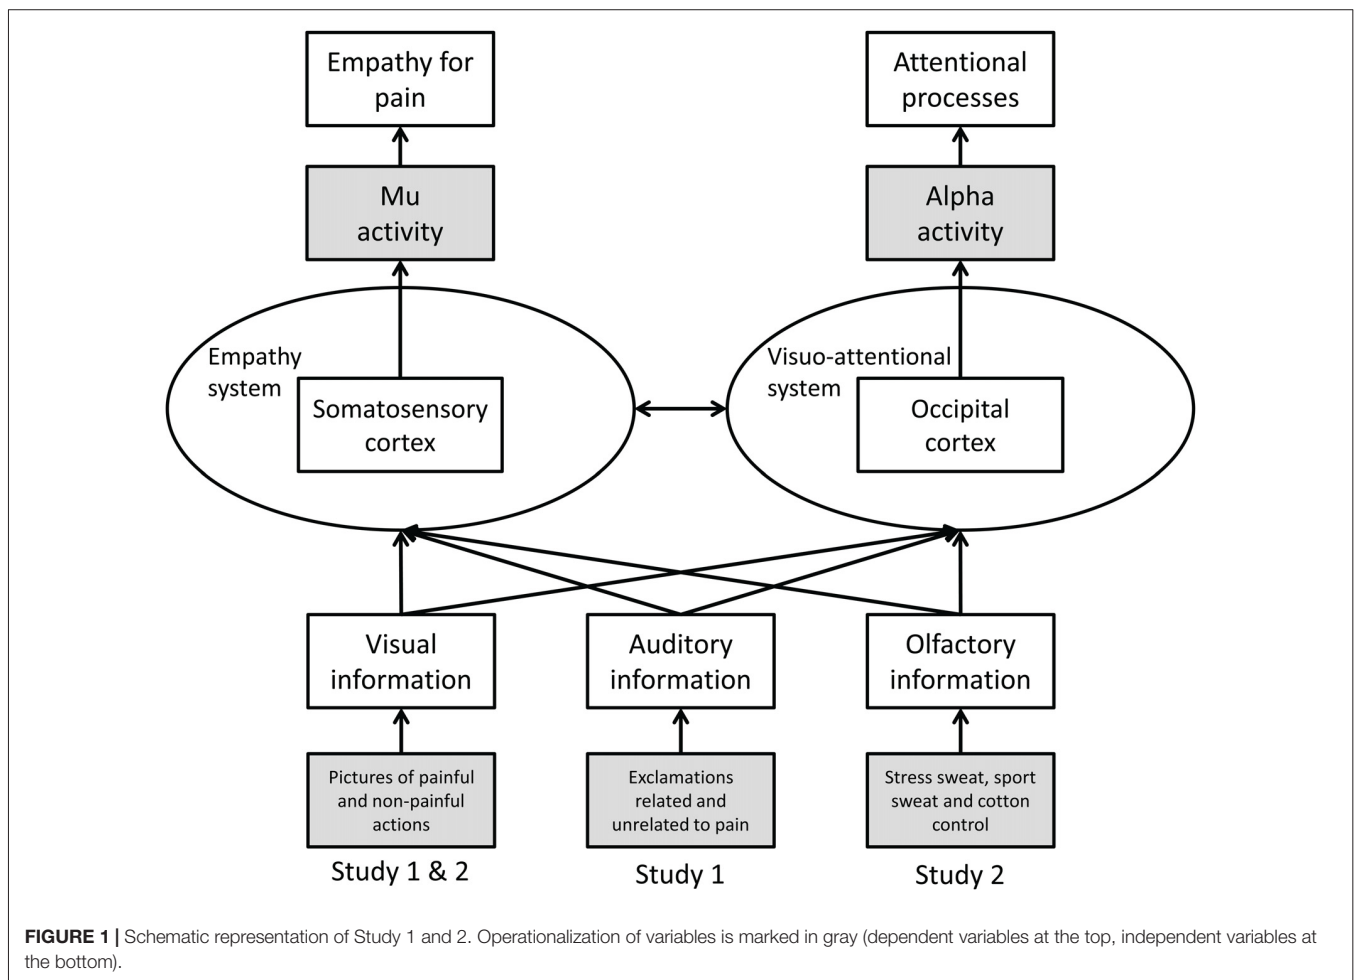 Empathy for
pain
Attentional
processes
Mu
activity
Alpha
activity
Empathy
system
Somatosensory
cortex
Visuo-attentional
system
Occipital
cortex
Visual
information
Auditory
information
Olfactory
information
Pictures of painful
and non-painful
actions
Exclamations
related and
unrelated to pain
Stress sweat, sport
sweat and cotton
control
Study 1 & 2
Study 1
Study 2
FIGURE 1 | Schematic representation of Study 1 and 2. Operationalization of variables is marked in gray (dependent variables at the top, independent variables at
the bottom).